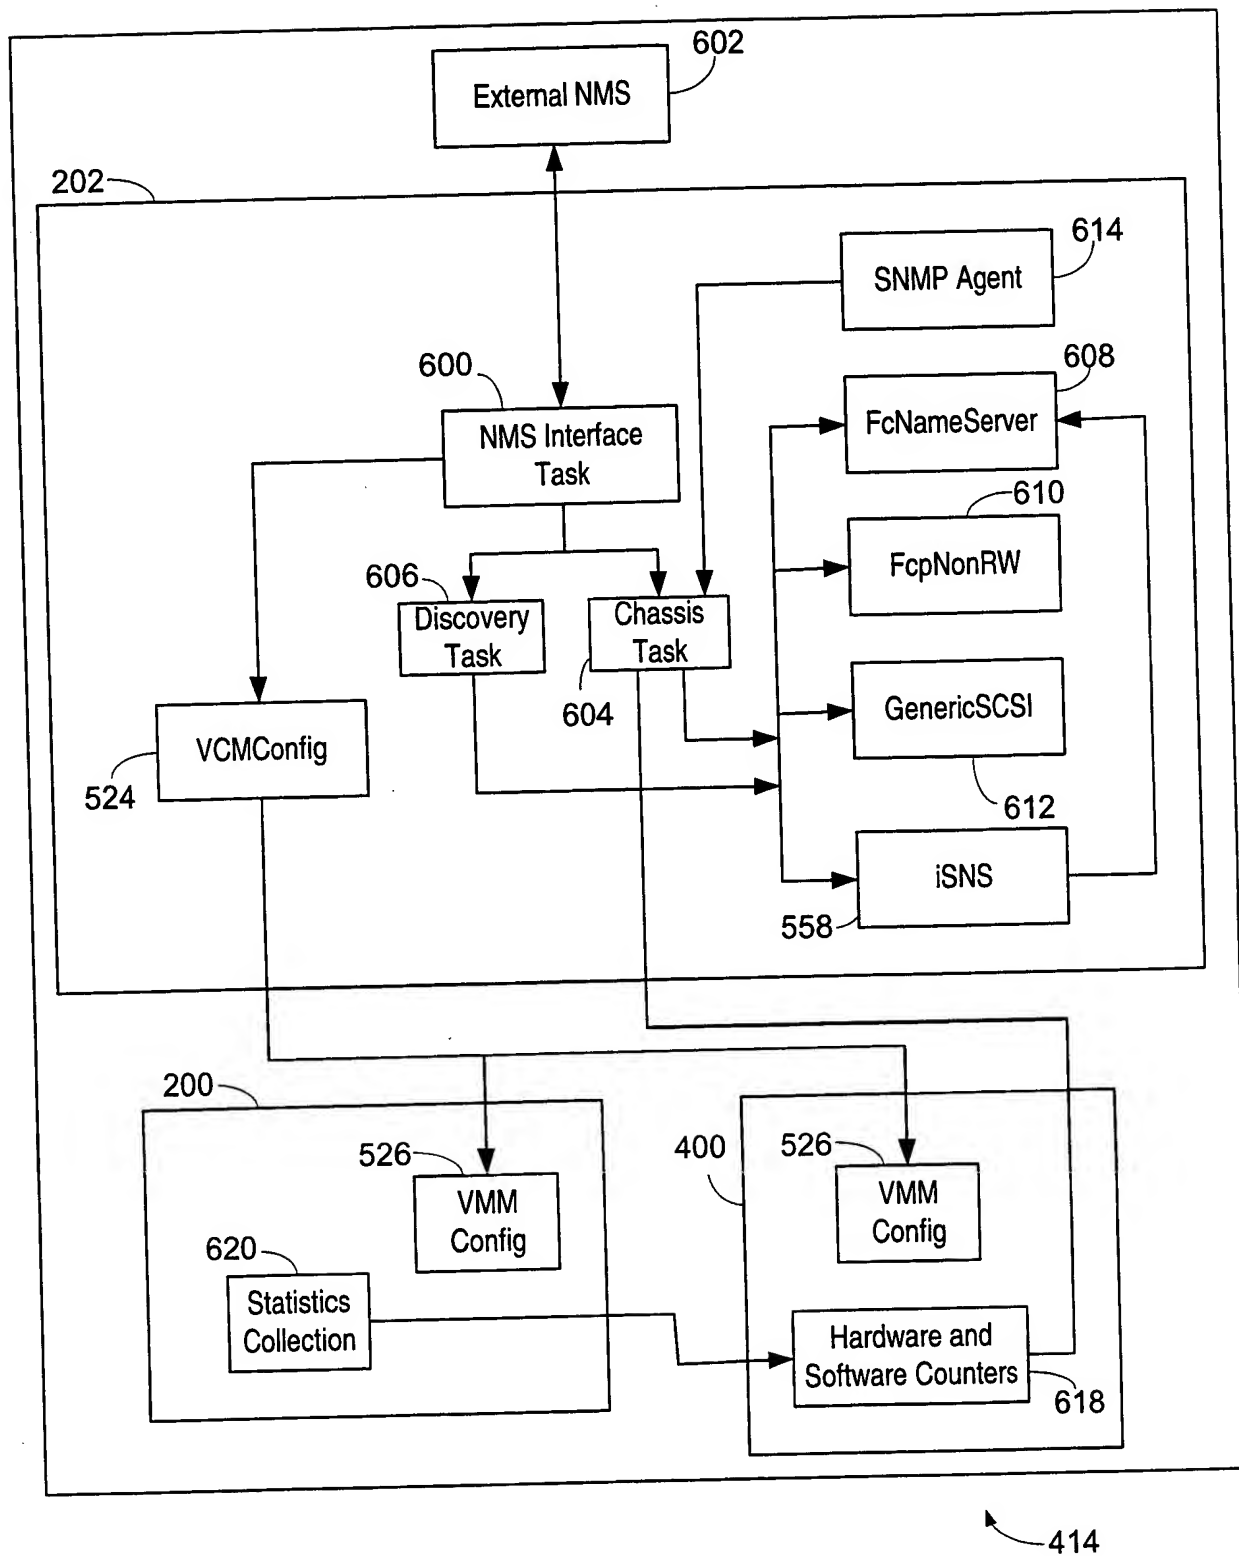 602
External NMS
202
614
SNMP Agent
600
608
NMS Interface
Task
FcNameServer
610
606
FcpNonRW
Discovery
Task
Chassis
Task
604
GenericSCSI
VCMConfig
524
612
iSNS
558
200
526
400
526
VMM
Config
VMM
Config
620
Statistics
Collection
Hardware and
Software Counters
618
414